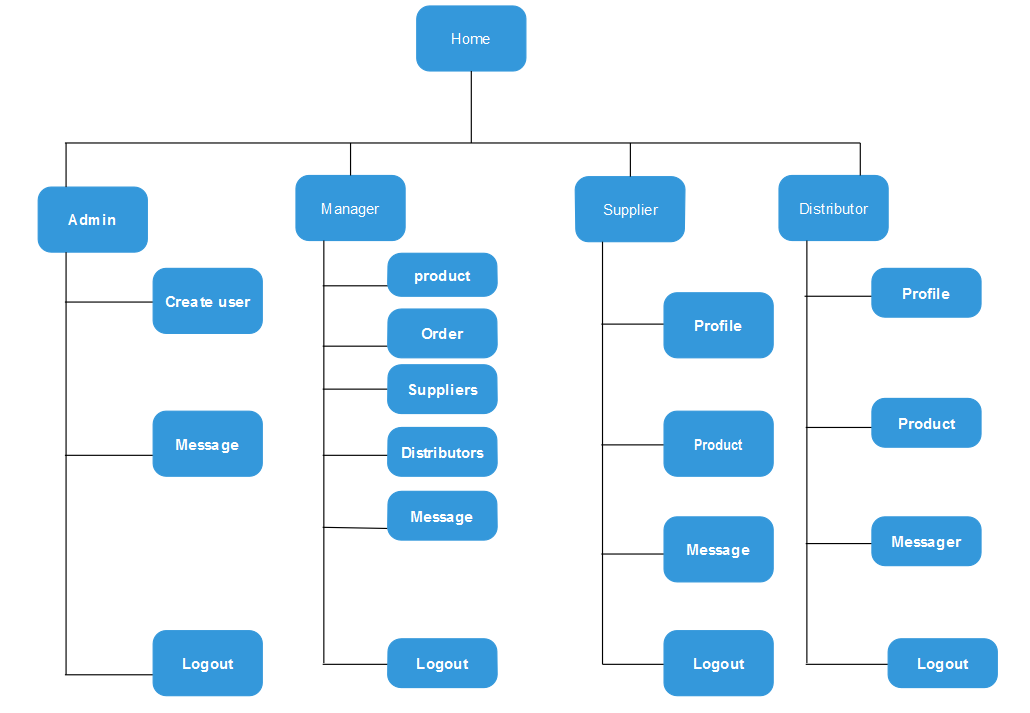 Home
Admin
Manager
Supplier
Distributor
Create user
Message
Logout
product
Order
Suppliers
Distributors
Message
Logout
Profile
Product
Message
Logout
Profile
Product
Messager
Logout